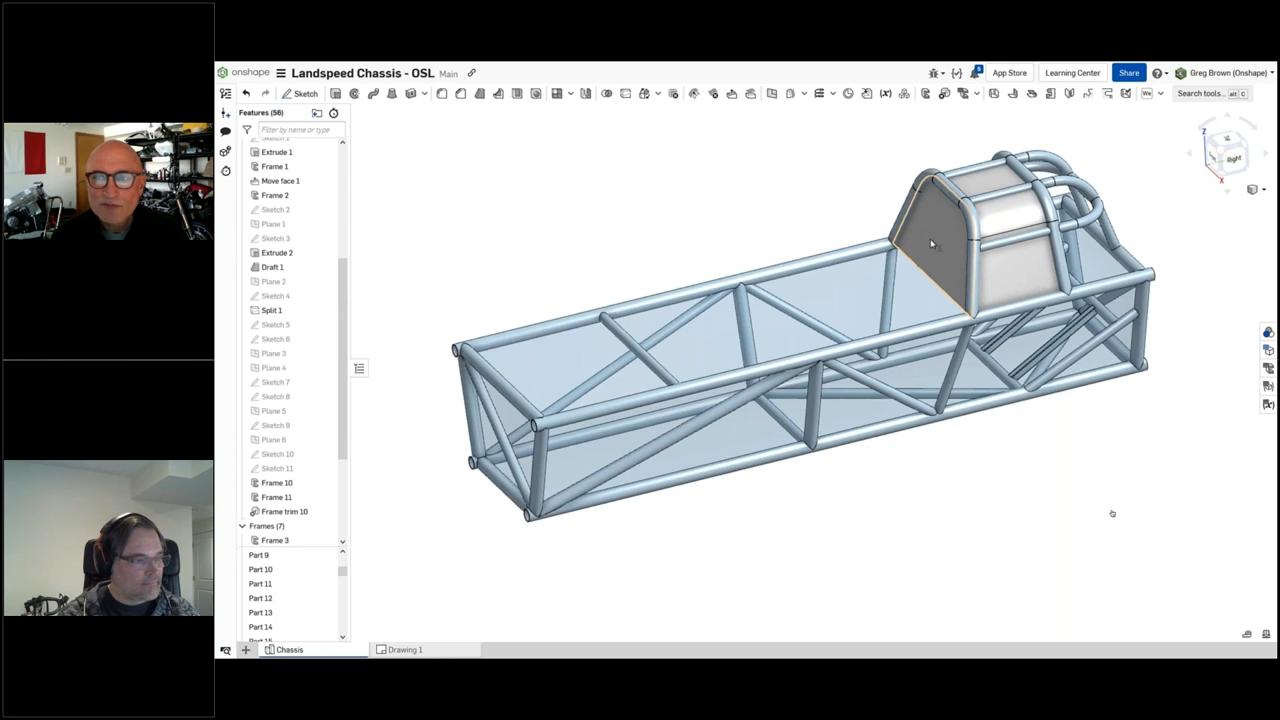 onshape Landspeed Chassis - OSL Main App Store Learning Center Share Greg Brown (Onshape)
Sketch Search tools... alt C
Features (56)
Filter by name or type
Sketch 1
Extrude 1
Frame 1
Move face 1
Frame 2
Sketch 2
Plane 1
Sketch 3
Extrude 2
Draft 1
Plane 2
Sketch 4
Split 1
Sketch 5
Sketch 6
Plane 3
Plane 4
Sketch 7
Sketch 8
Plane 5
Sketch 9
Plane 6
Sketch 10
Sketch 11
Frame 10
Frame 11
Frame trim 10
Frames (7)
Frame 3
Part 9
Part 10
Part 11
Part 12
Part 13
Part 14
Part 15
Z
Right
X
Chassis Drawing 1